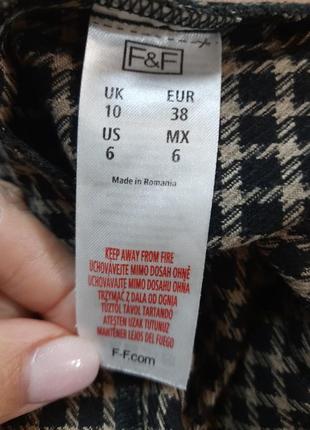 F&F
UK EUR
10 38
US MX
6 6
Made in Romania
KEEP AWAY FROM FIRE
UCHOVÁVEJTE MIMO DOSAH OHNĚ
UCHOVÁVAJTE MIMO DOSAHU OHŇA
TRZYMAĆ Z DALA OD OGNIA
TŰZTŐL TÁVOL TARTANDÓ
ATEŞTEN UZAK TUTUNUZ
MANTENER LEJOS DEL FUEGO
F-F.com